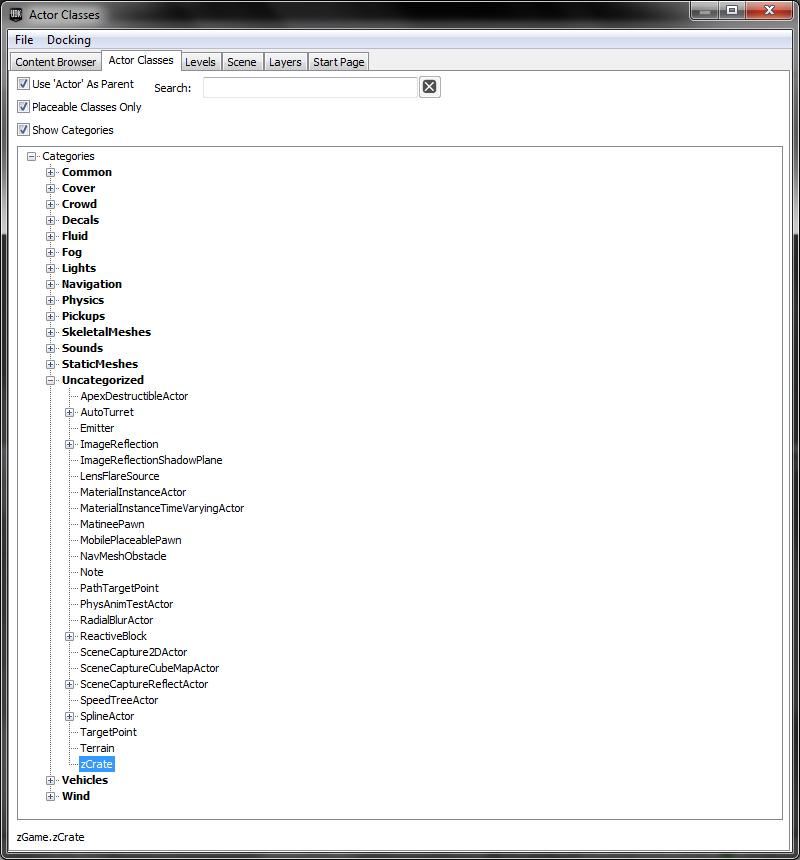 UDK Actor Classes
File Docking
Content Browser Actor Classes Levels Scene Layers Start Page
Use 'Actor' As Parent Search:
Placeable Classes Only
Show Categories
Categories
Common
Cover
Crowd
Decals
Fluid
Fog
Lights
Navigation
Physics
Pickups
SkeletalMeshes
Sounds
StaticMeshes
Uncategorized
ApexDestructibleActor
AutoTurret
Emitter
ImageReflection
ImageReflectionShadowPlane
LensFlareSource
MaterialInstanceActor
MaterialInstanceTimeVaryingActor
MatineePawn
MobilePlaceablePawn
NavMeshObstacle
Note
PathTargetPoint
PhysAnimTestActor
RadialBlurActor
ReactiveBlock
SceneCapture2DActor
SceneCaptureCubeMapActor
SceneCaptureReflectActor
SpeedTreeActor
SplineActor
TargetPoint
Terrain
zCrate
Vehicles
Wind
zGame.zCrate